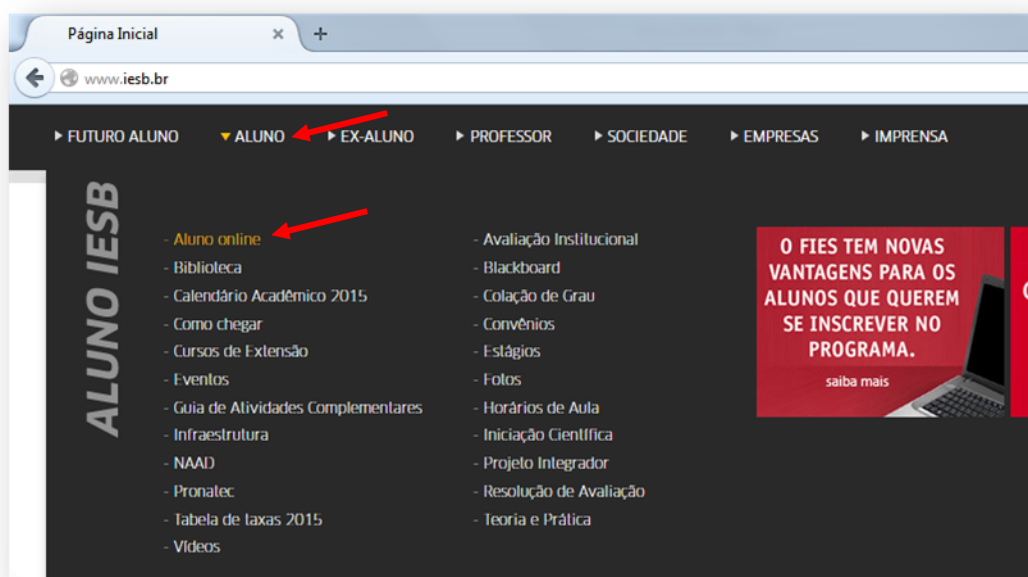 Página Inicial
www.iesb.br
FUTURO ALUNO ALUNO EX-ALUNO PROFESSOR SOCIEDADE EMPRESAS IMPRENSA
ALUNO IESB
- Aluno online
- Biblioteca
- Calendário Acadêmico 2015
- Como chegar
- Cursos de Extensão
- Eventos
- Guia de Atividades Complementares
- Infraestrutura
- NAAD
- Pronatec
- Tabela de taxas 2015
- Vídeos
- Avaliação Institucional
- Blackboard
- Colação de Grau
- Convênios
- Estágios
- Fotos
- Horários de Aula
- Iniciação Científica
- Projeto Integrador
- Resolução de Avaliação
- Teoria e Prática
O FIES TEM NOVAS
VANTAGENS PARA OS
ALUNOS QUE QUEREM
SE INSCREVER NO
PROGRAMA.
saiba mais